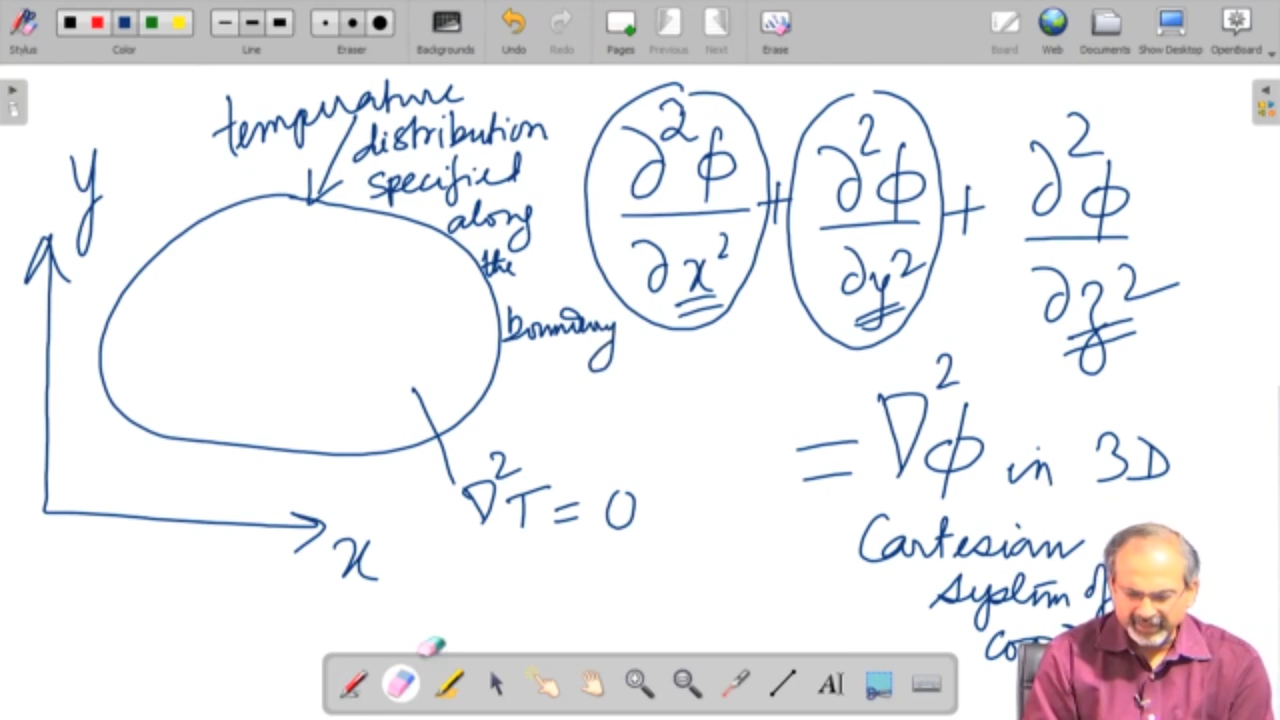 Stylus
Color
Line
Eraser
Backgrounds
Undo
Redo
Pages
Previous
Next
Erase
Board
Web
Documents
Show Desktop
OpenBoard
temperature
distribution
specified
along
the
boundary
y
x
∇²T = 0
∂²φ/∂x² + ∂²φ/∂y² + ∂²φ/∂z²
= ∇²φ in 3D
Cartesian
system of
AI